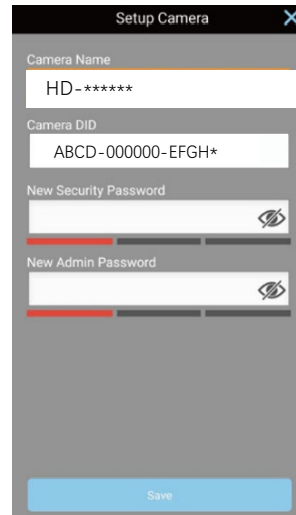 Setup Camera
Camera Name
HD-******
Camera DID
ABCD-000000-EFGH*
New Security Password
New Admin Password
Save